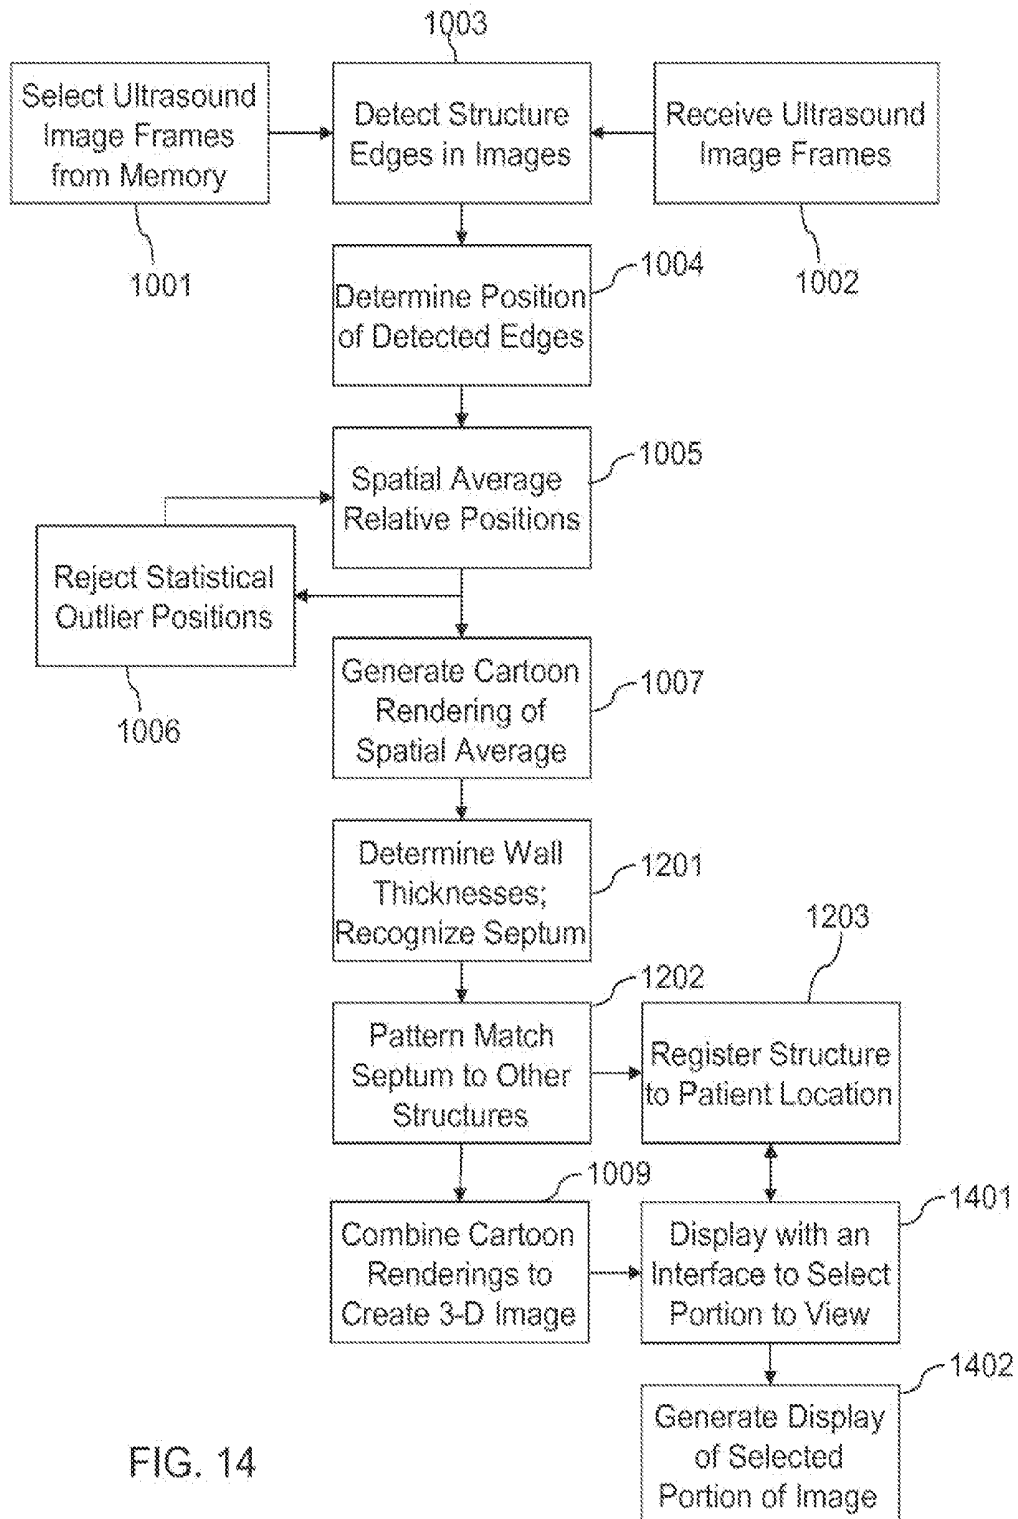 1003
Select Ultrasound
Image Frames
from Memory
Detect Structure
Edges in Images
Receive Ultrasound
Image Frames
1001
1002
1004
Determine Position
of Detected Edges
1005
Spatial Average
Relative Positions
Reject Statistical
Outlier Positions
1006
1007
Generate Cartoon
Rendering of
Spatial Average
1201
Determine Wall
Thicknesses;
Recognize Septum
1202
1203
Pattern Match
Septum to Other
Structures
Register Structure
to Patient Location
1009
1401
Combine Cartoon
Renderings to
Create 3-D Image
Display with an
Interface to Select
Portion to View
1402
Generate Display
of Selected
Portion of Image
FIG. 14